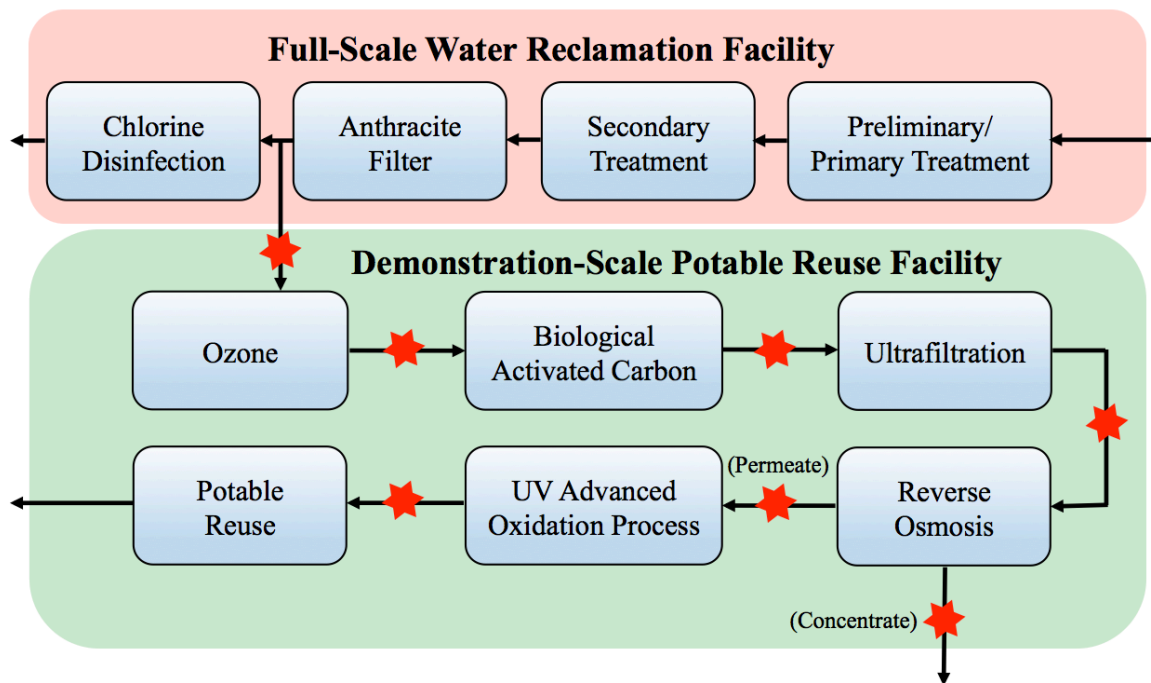 Full-Scale Water Reclamation Facility
Chlorine
Disinfection
Anthracite
Filter
Secondary
Treatment
Preliminary/
Primary Treatment
Demonstration-Scale Potable Reuse Facility
Ozone
Biological
Activated Carbon
Ultrafiltration
Potable
Reuse
UV Advanced
Oxidation Process
(Permeate)
Reverse
Osmosis
(Concentrate)